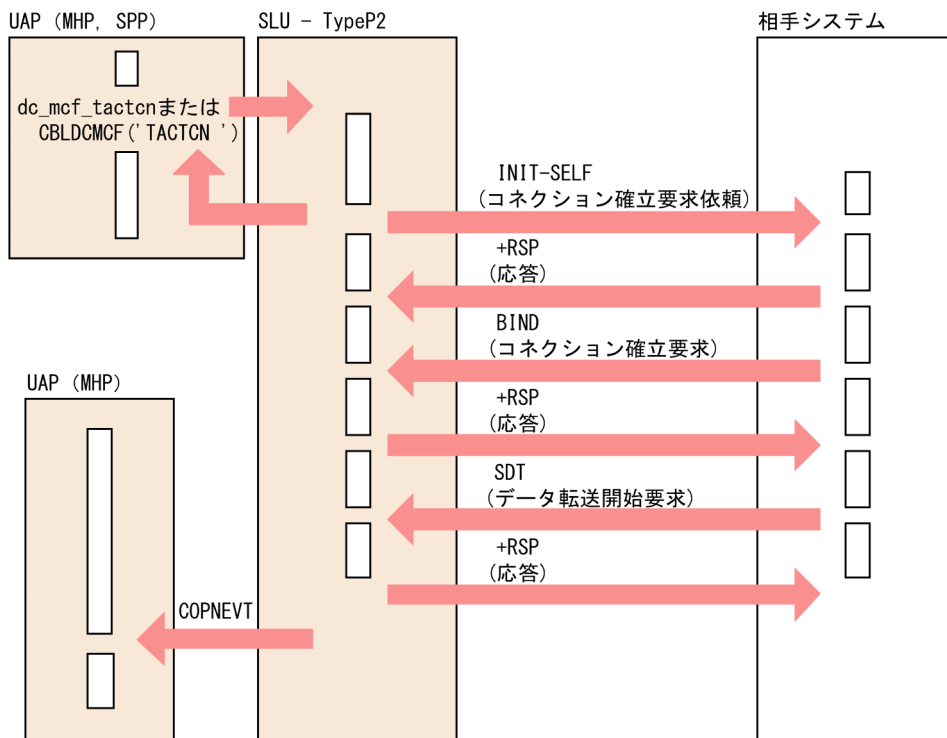 UAP (MHP, SPP)
SLU - TypeP2
相手システム
dc_mcf_tactcnまたは
CBLDCMCF('TACTCN ')
INIT-SELF
(コネクション確立要求依頼)
+RSP
(応答)
BIND
(コネクション確立要求)
UAP (MHP)
+RSP
(応答)
SDT
(データ転送開始要求)
+RSP
(応答)
COPNEVT